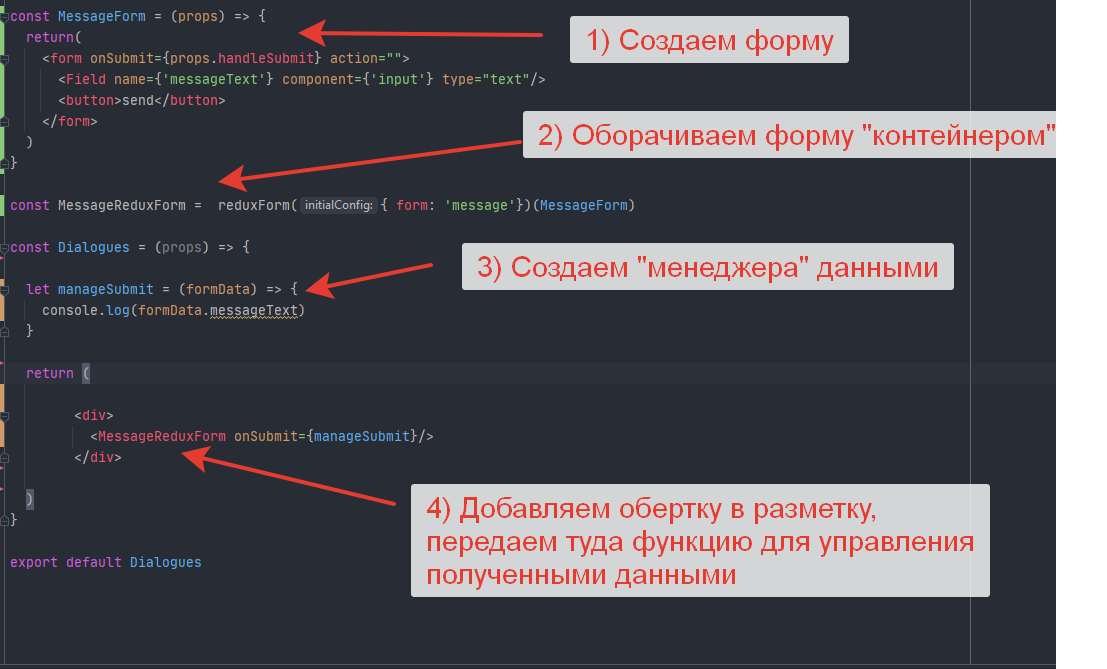 const MessageForm = (props) => {
return(
1) Создаем форму
<form onSubmit={props.handleSubmit} action="">
<Field name={'messageText'} component={'input'} type="text"/>
<button>send</button>
</form>
2) Оборачиваем форму "контейнером"
)
}
const MessageReduxForm =  reduxForm( initialConfig: { form: 'message'})(MessageForm)
const Dialogues = (props) => {
3) Создаем "менеджера" данными
let manageSubmit = (formData) => {
console.log(formData.messageText)
}
return (
<div>
<MessageReduxForm onSubmit={manageSubmit}/>
</div>
)
4) Добавляем обертку в разметку,
передаем туда функцию для управления
полученными данными
}
export default Dialogues